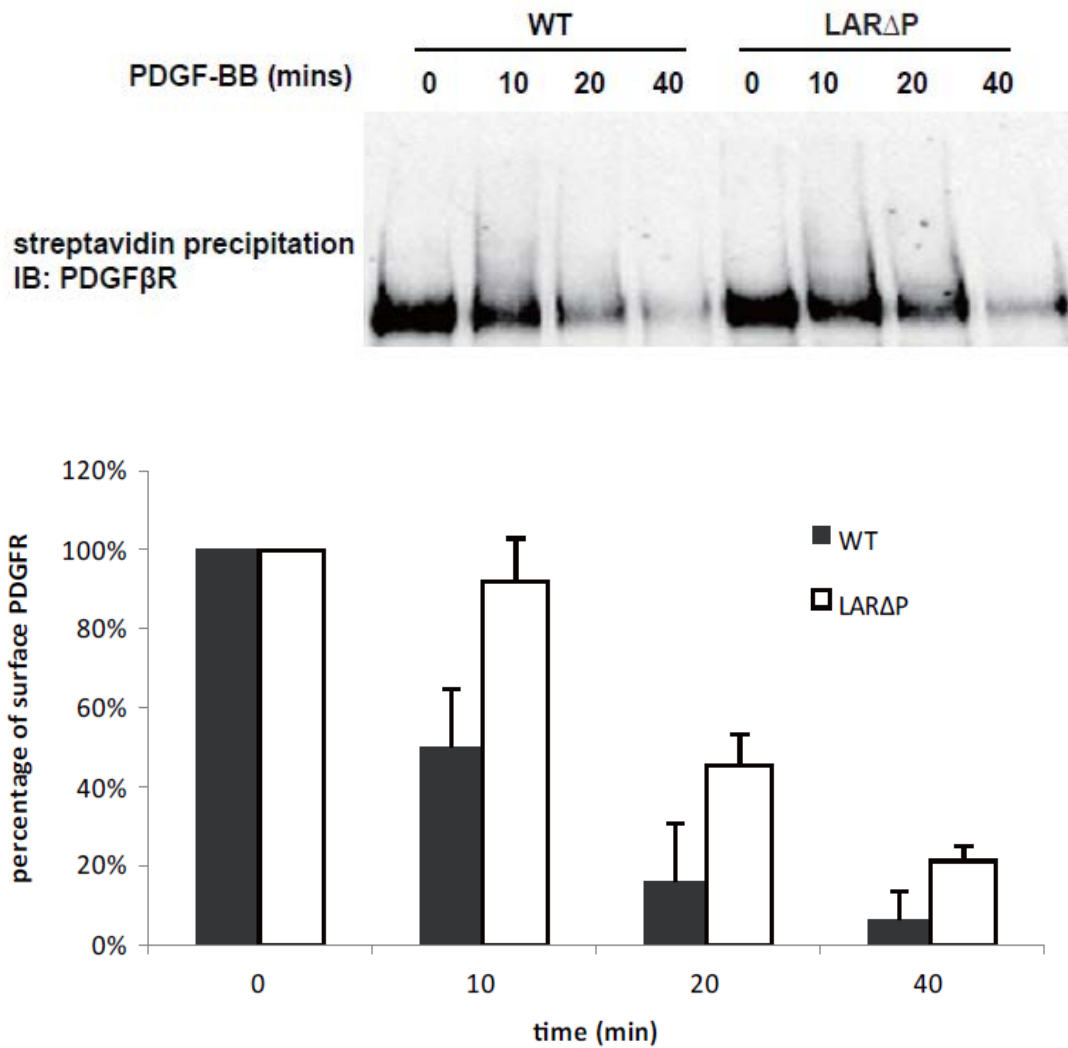 WT LARΔP
PDGF-BB (mins) 0 10 20 40 0 10 20 40
streptavidin precipitation
IB: PDGFβR
120%
100%
80%
60%
40%
20%
0%
percentage of surface PDGFR
WT
LARΔP
0 10 20 40
time (min)